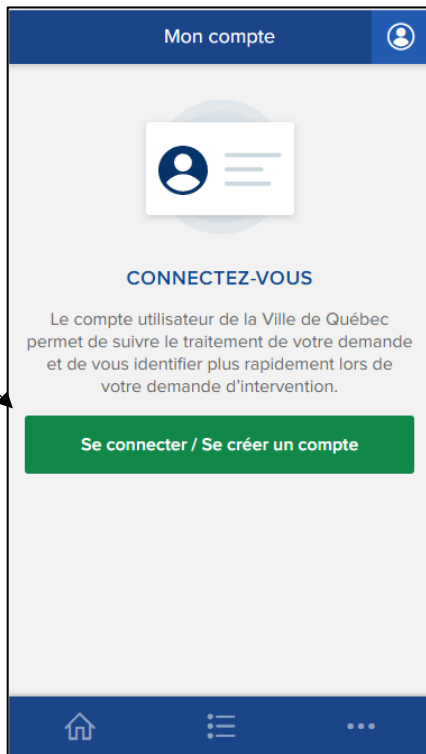 Mon compte
CONNECTEZ-VOUS
Le compte utilisateur de la Ville de Québec
permet de suivre le traitement de votre demande
et de vous identifier plus rapidement lors de
votre demande d'intervention.
Se connecter / Se créer un compte